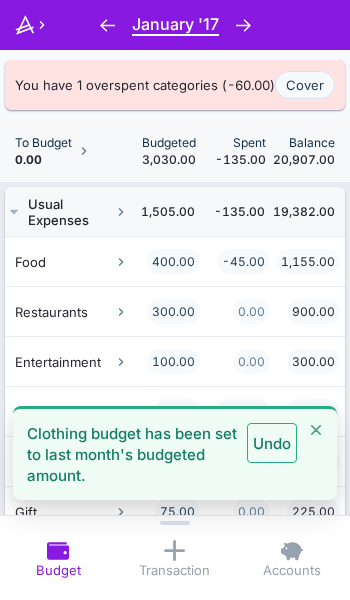 January '17
You have 1 overspent categories (-60.00)
Cover
To Budget Budgeted Spent Balance
0.00 3,030.00 -135.00 20,907.00
Usual
Expenses
1,505.00 -135.00 19,382.00
Food 400.00 -45.00 1,155.00
Restaurants 300.00 0.00 900.00
Entertainment 100.00 0.00 300.00
Clothing budget has been set
to last month's budgeted
amount.
Undo
Gift 75.00 0.00 225.00
Budget Transaction Accounts